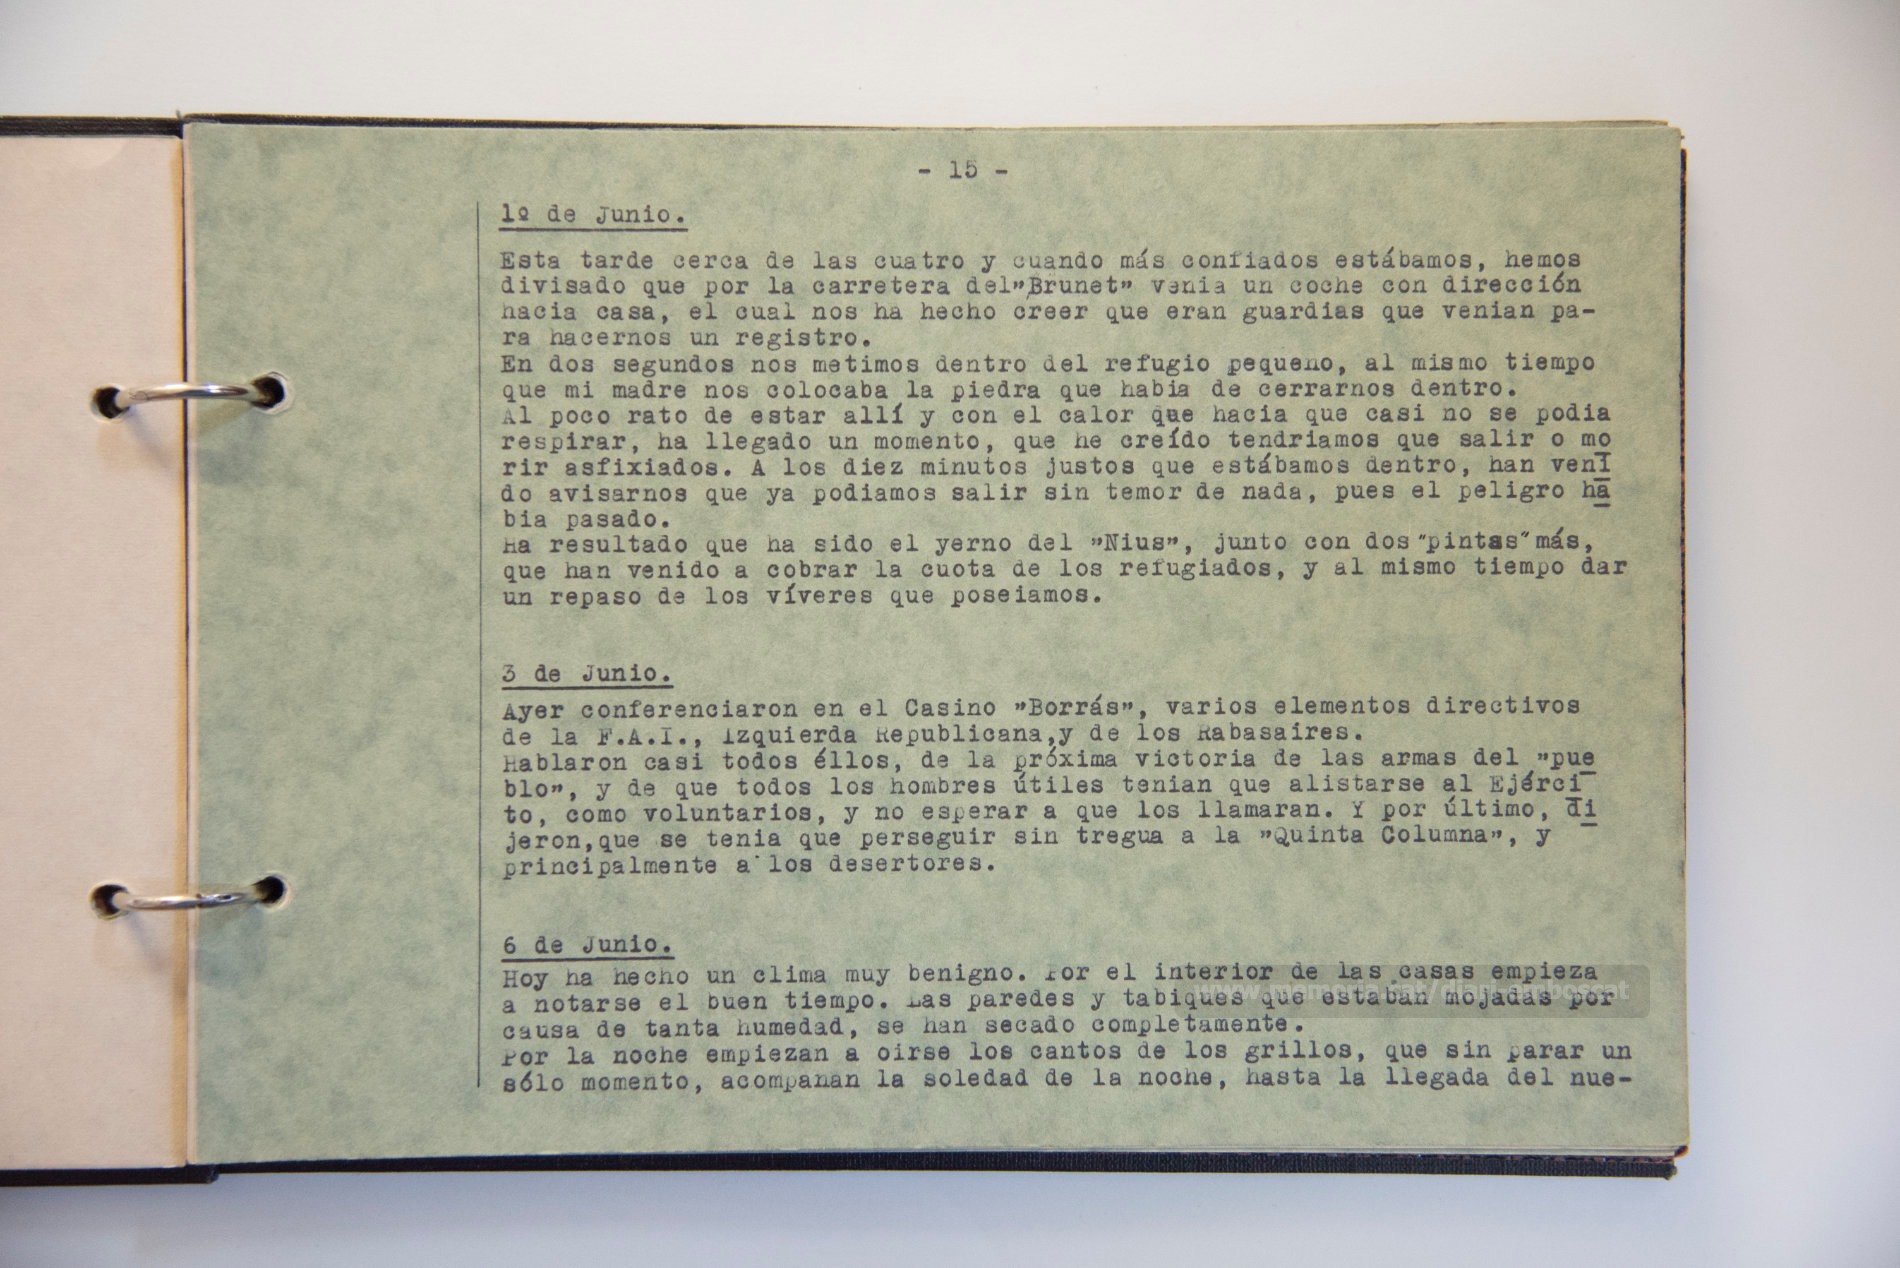 - 15 -
1º de Junio.
Esta tarde cerca de las cuatro y cuando más confiados estábamos, hemos
divisado que por la carretera del"Brunet" venia un coche con dirección
hacia casa, el cual nos ha hecho creer que eran guardias que venian pa-
ra hacernos un registro.
En dos segundos nos metimos dentro del refugio pequeno, al mismo tiempo
que mi madre nos colocaba la piedra que habia de cerrarnos dentro.
Al poco rato de estar allí y con el calor que hacia que casi no se podia
respirar, ha llegado un momento, que he creído tendriamos que salir o mo
rir asfixiados. A los diez minutos justos que estábamos dentro, han veni
do avisarnos que ya podiamos salir sin temor de nada, pues el peligro ha
bia pasado.
Ha resultado que ha sido el yerno del "Nius", junto con dos "pintas" más,
que han venido a cobrar la cuota de los refugiados, y al mismo tiempo dar
un repaso de los víveres que poseiamos.
3 de Junio.
Ayer conferenciaron en el Casino "Borrás", varios elementos directivos
de la F.A.I., Izquierda Republicana,y de los Rabasaires.
Hablaron casi todos éllos, de la próxima victoria de las armas del "pue
blo", y de que todos los hombres útiles tenian que alistarse al Ejérci
to, como voluntarios, y no esperar a que los llamaran. Y por último, di
jeron,que se tenia que perseguir sin tregua a la "Quinta Columna", y
principalmente a los desertores.
6 de Junio.
Hoy ha hecho un clima muy benigno. Por el interior de las casas empieza
a notarse el buen tiempo. Las paredes y tabiques que estaban mojadas por
causa de tanta humedad, se han secado completamente.
Por la noche empiezan a oirse los cantos de los grillos, que sin parar un
sólo momento, acompanan la soledad de la noche, hasta la llegada del nue-